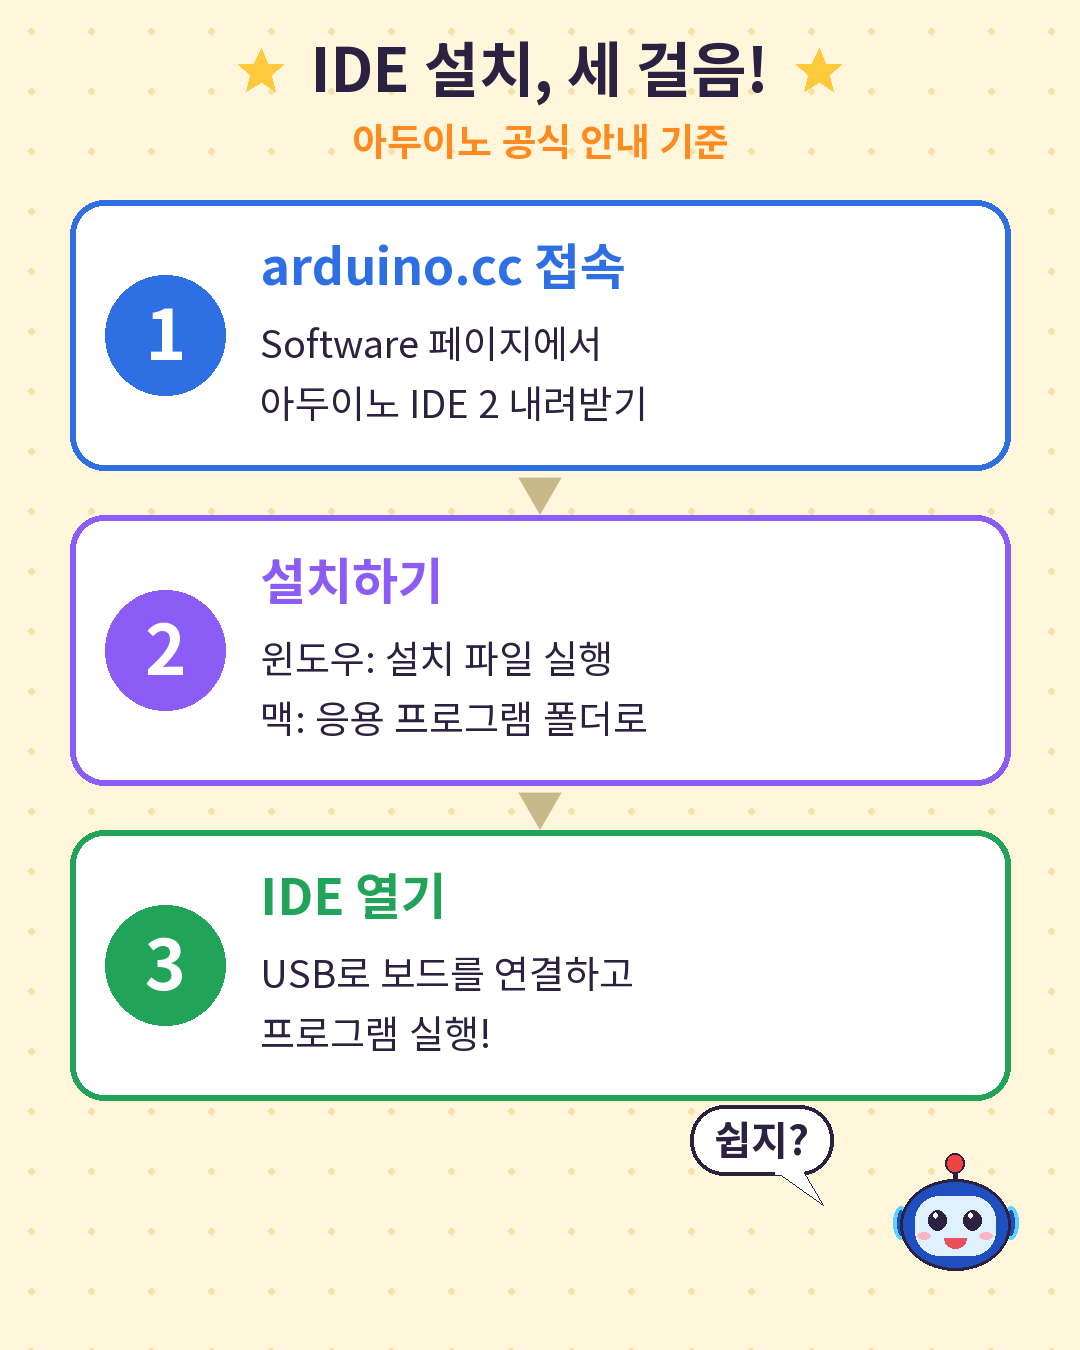 IDE 설치, 세 걸음!
아두이노 공식 안내 기준
1
arduino.cc 접속
Software 페이지에서
아두이노 IDE 2 내려받기
2
설치하기
윈도우: 설치 파일 실행
맥: 응용 프로그램 폴더로
3
IDE 열기
USB로 보드를 연결하고
프로그램 실행!
쉽지?